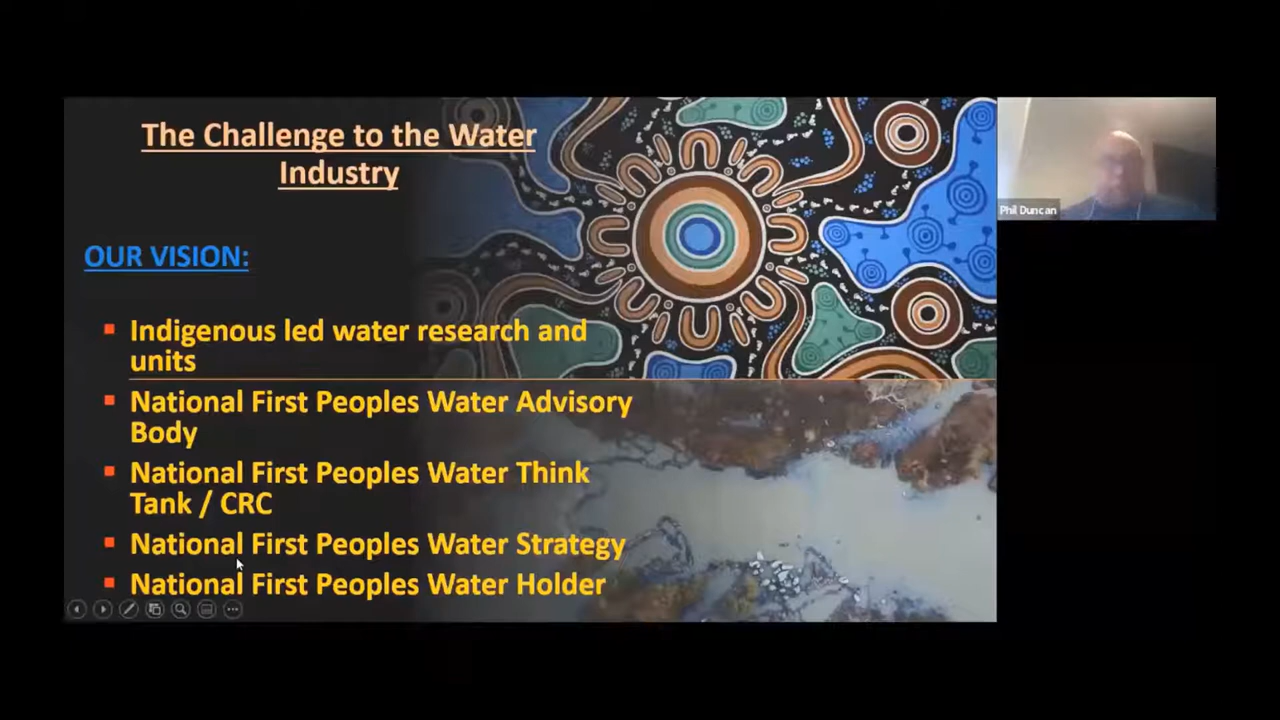 The Challenge to the Water
Industry
OUR VISION:
Indigenous led water research and
units
National First Peoples Water Advisory
Body
National First Peoples Water Think
Tank / CRC
National First Peoples Water Strategy
National First Peoples Water Holder
Phil Duncan